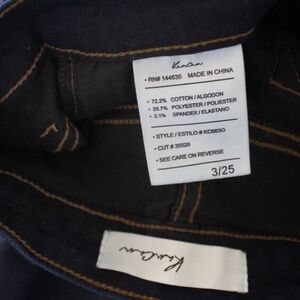 KanCan
• RN# 144635 MADE IN CHINA
• 72.2% COTTON / ALGODON
• 25.7% POLYESTER / POLIESTER
• 2.1% SPANDEX / ELASTANO
• STYLE / ESTILO # KC663G
• CUT # 35526
• SEE CARE ON REVERSE
3/25
KanCan